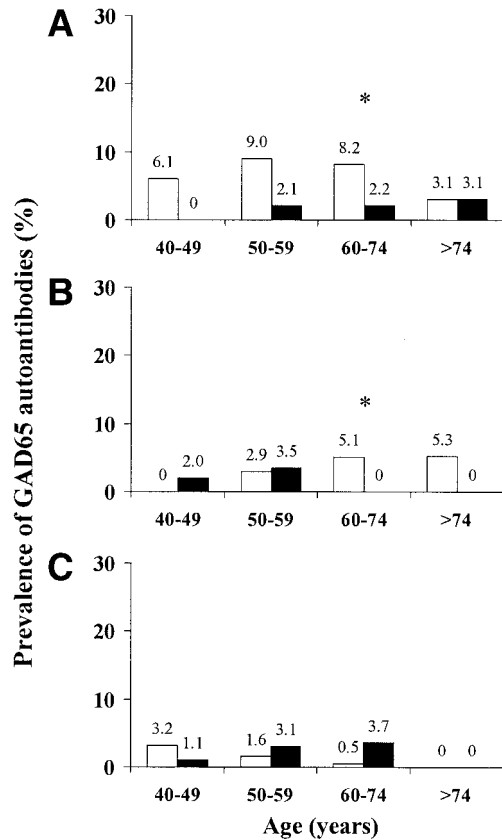 Prevalence of GAD65 autoantibodies (%)
A
30
20
10
0
*
6.1 0 9.0 2.1 8.2 2.2 3.1 3.1
40-49 50-59 60-74 >74
B
30
20
10
0
*
0 2.0 2.9 3.5 5.1 0 5.3 0
40-49 50-59 60-74 >74
C
30
20
10
0
3.2 1.1 1.6 3.1 0.5 3.7 0 0
40-49 50-59 60-74 >74
Age (years)